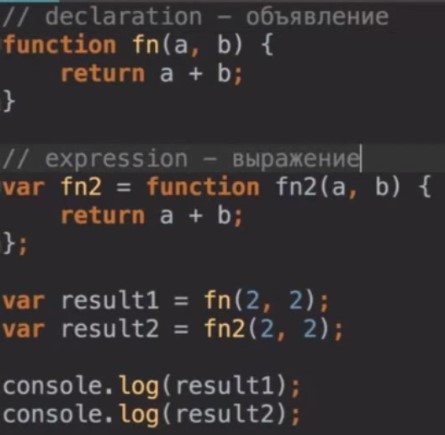 // declaration – объявление
function fn(a, b) {
    return a + b;
}
// expression – выражение
var fn2 = function fn2(a, b) {
    return a + b;
};
var result1 = fn(2, 2);
var result2 = fn2(2, 2);
console.log(result1);
console.log(result2);